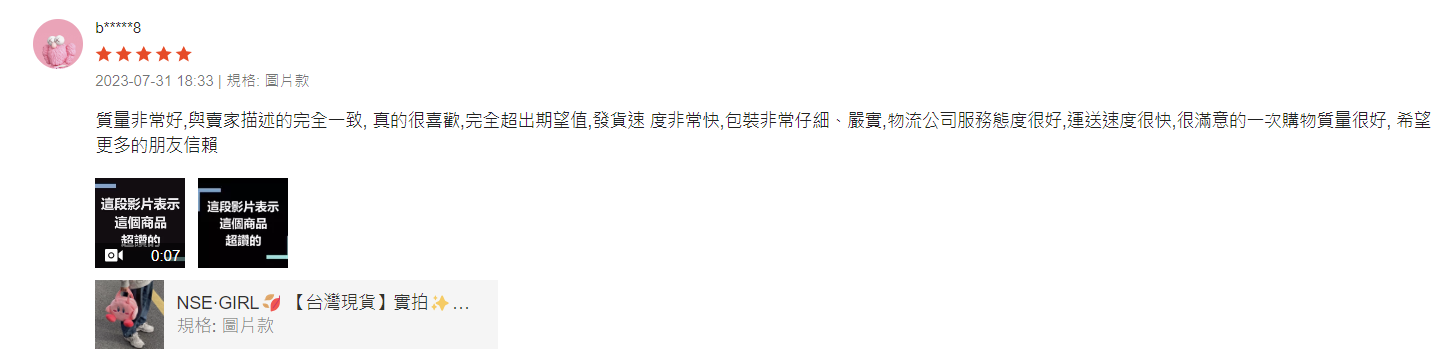 b*****8
2023-07-31 18:33 | 規格: 圖片款
質量非常好,與賣家描述的完全一致, 真的很喜歡,完全超出期望值,發貨速 度非常快,包裝非常仔細、嚴實,物流公司服務態度很好,運送速度很快,很滿意的一次購物質量很好, 希望
更多的朋友信賴
這段影片表示
這個商品
超讚的
0:07
這段影片表示
這個商品
超讚的
NSE·GIRL🍂 【台灣現貨】實拍✨…
規格: 圖片款